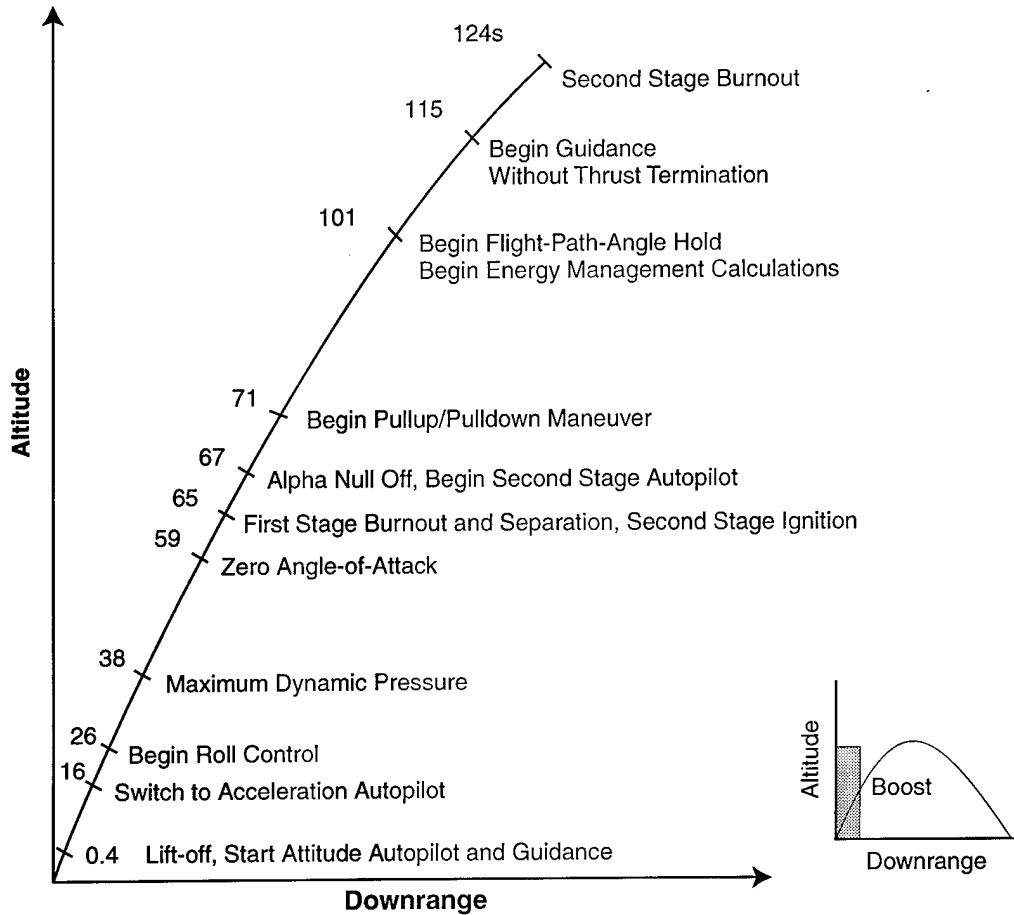 124s
Second Stage Burnout
115
Begin Guidance
Without Thrust Termination
101
Begin Flight-Path-Angle Hold
Begin Energy Management Calculations
71
Begin Pullup/Pulldown Maneuver
67
Alpha Null Off, Begin Second Stage Autopilot
65
First Stage Burnout and Separation, Second Stage Ignition
59
Zero Angle-of-Attack
38
Maximum Dynamic Pressure
26
Begin Roll Control
16
Switch to Acceleration Autopilot
0.4 Lift-off, Start Attitude Autopilot and Guidance
Altitude
Downrange
Altitude
Boost
Downrange